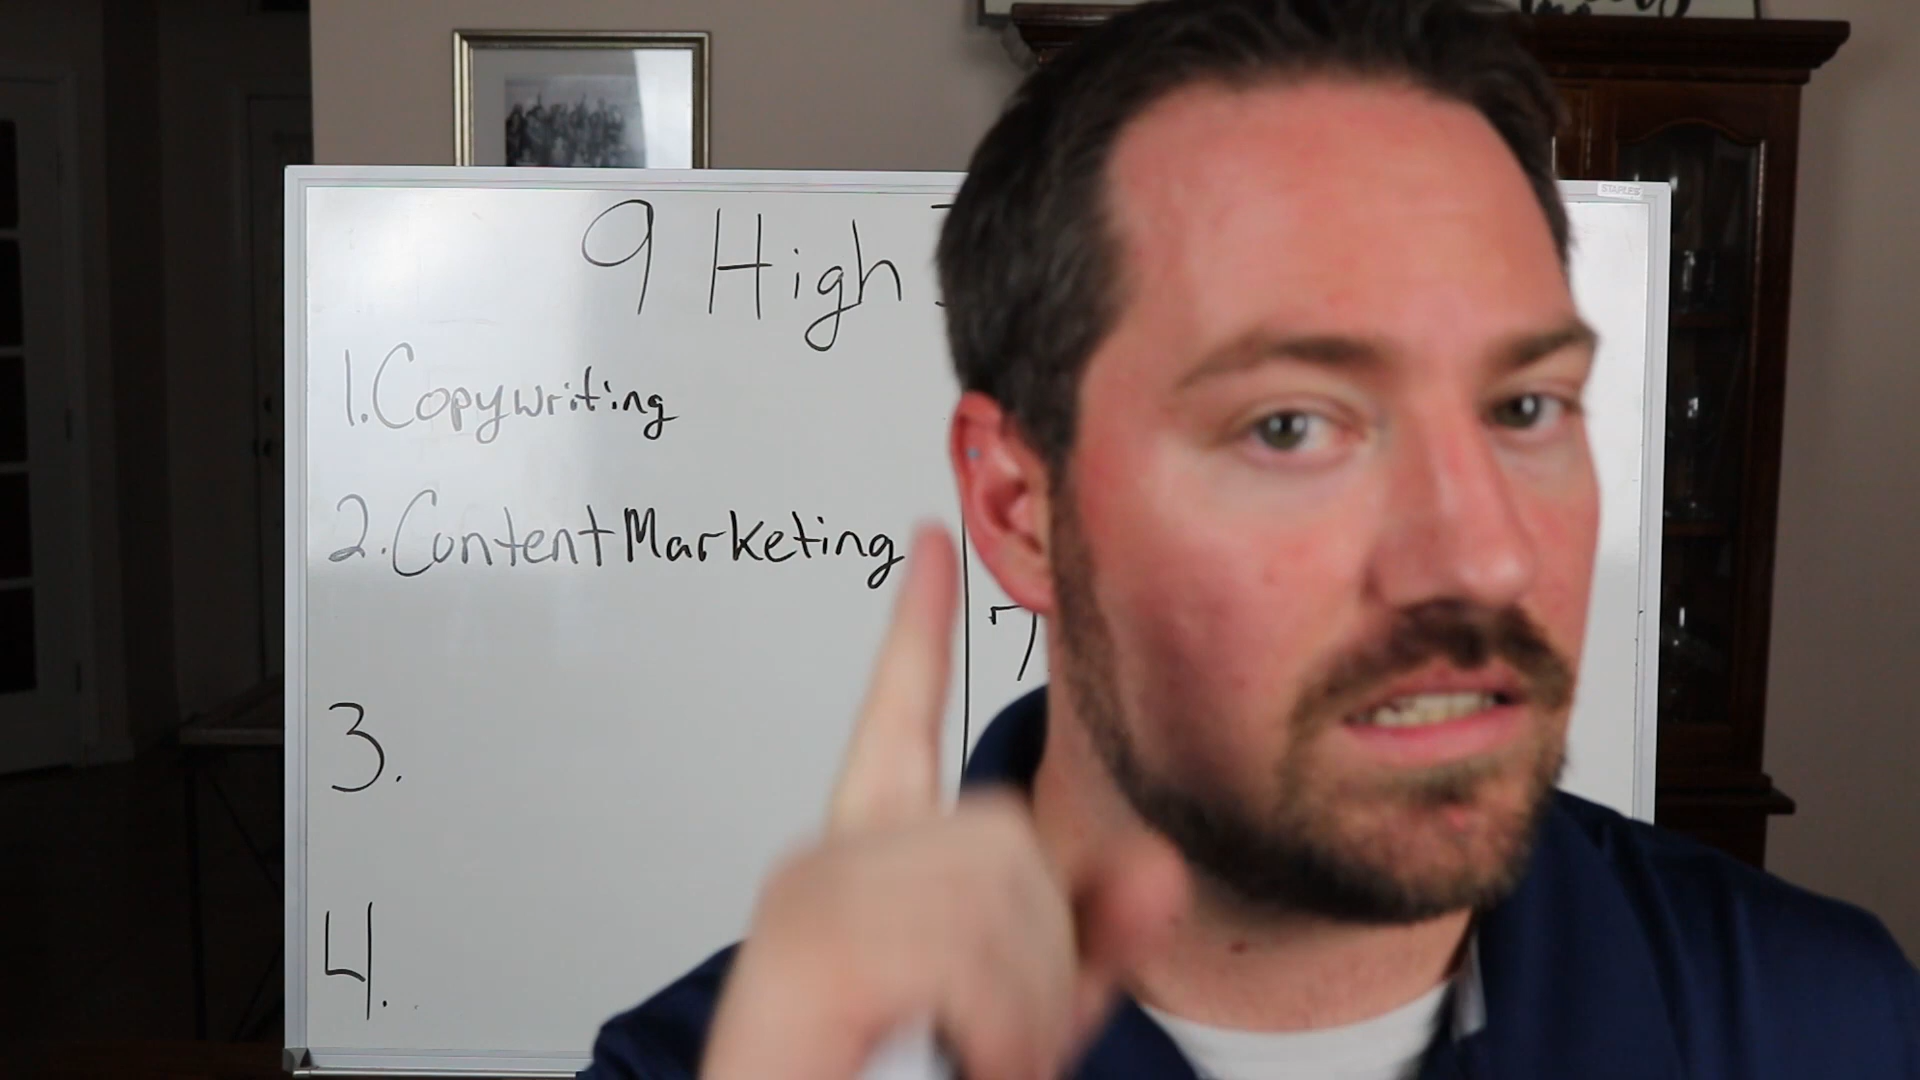 9 High
1. Copywriting
2. Content Marketing
3.
4.
7
STAPLES